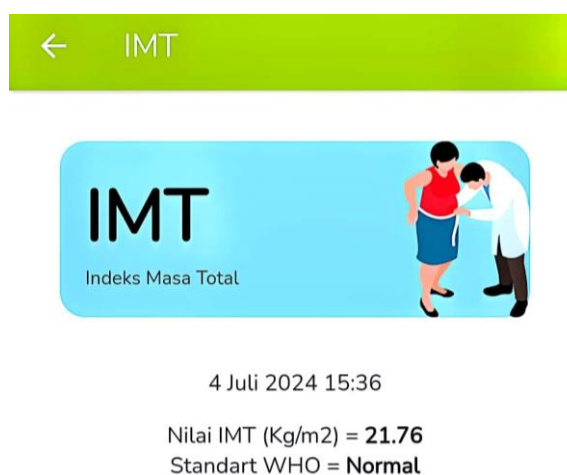 IMT
IMT
Indeks Masa Total
4 Juli 2024 15:36
Nilai IMT (Kg/m2) = 21.76
Standart WHO = Normal